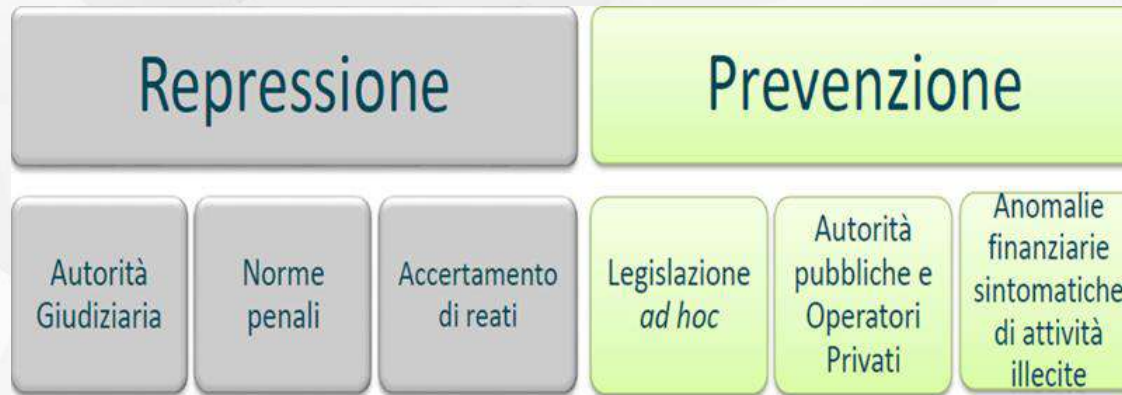 Repressione
Prevenzione
Autorità
Giudiziaria
Norme
penali
Accertamento
di reati
Legislazione
ad hoc
Autorità
pubbliche e
Operatori
Privati
Anomalie
finanziarie
sintomatiche
di attività
illecite